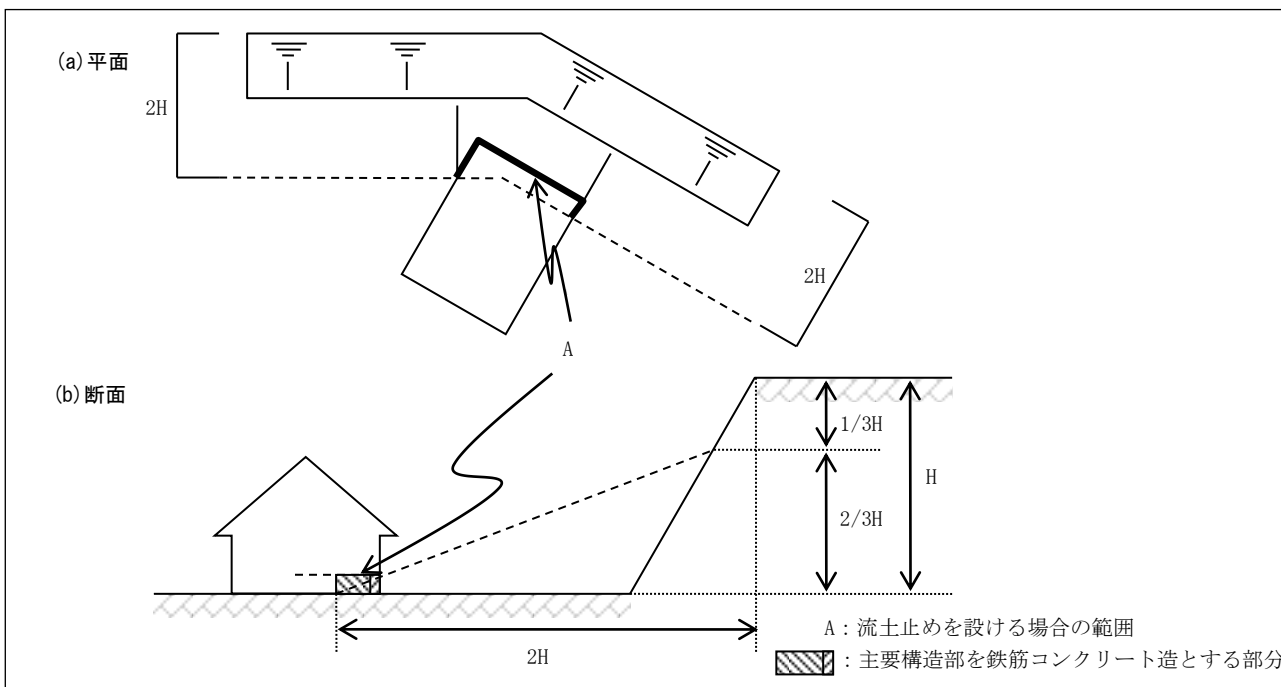 (a)平面
2H
2H
A
(b)断面
1/3H
H
2/3H
2H
A：流土止めを設ける場合の範囲
：主要構造部を鉄筋コンクリート造とする部分